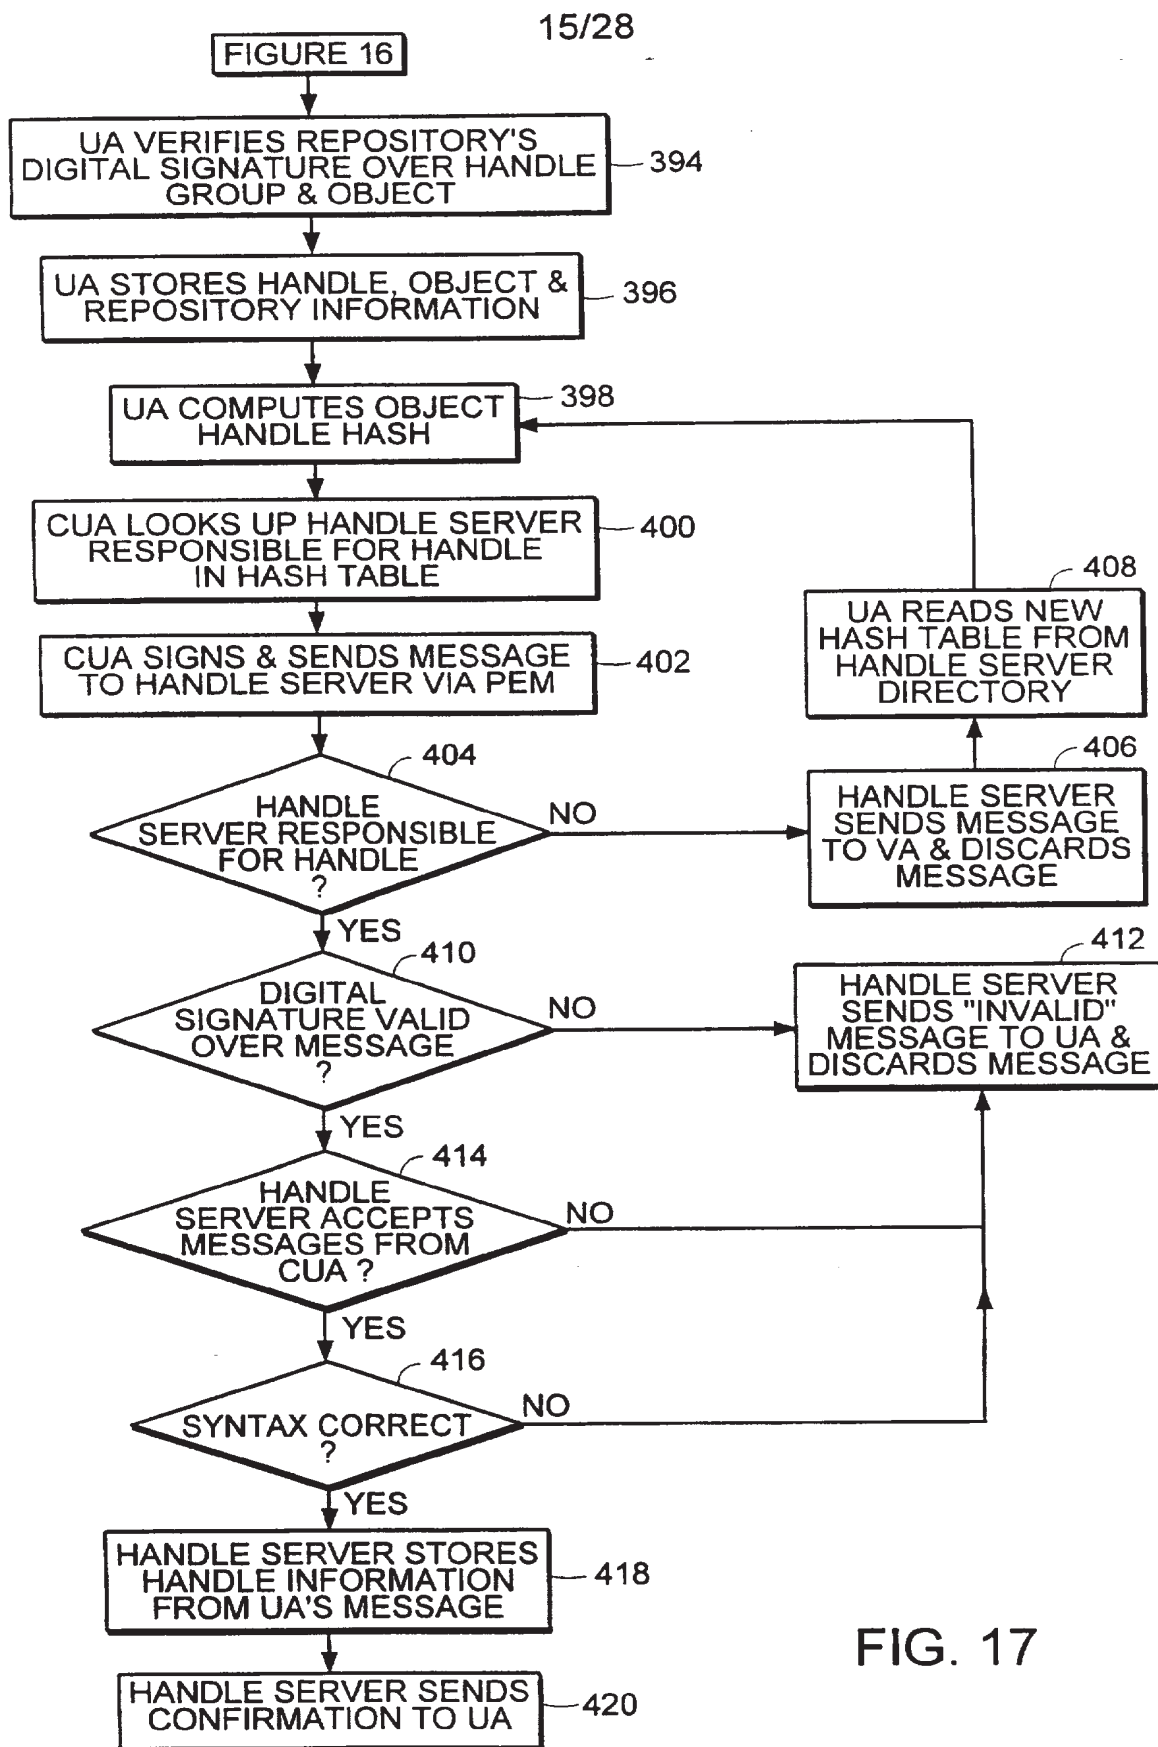 15/28
FIGURE 16
UA VERIFIES REPOSITORY'S
DIGITAL SIGNATURE OVER HANDLE
GROUP & OBJECT
394
UA STORES HANDLE, OBJECT &
REPOSITORY INFORMATION
396
UA COMPUTES OBJECT
HANDLE HASH
398
CUA LOOKS UP HANDLE SERVER
RESPONSIBLE FOR HANDLE
IN HASH TABLE
400
CUA SIGNS & SENDS MESSAGE
TO HANDLE SERVER VIA PEM
402
408
UA READS NEW
HASH TABLE FROM
HANDLE SERVER
DIRECTORY
404
HANDLE
SERVER RESPONSIBLE
FOR HANDLE
?
NO
406
HANDLE SERVER
SENDS MESSAGE
TO VA & DISCARDS
MESSAGE
YES
410
DIGITAL
SIGNATURE VALID
OVER MESSAGE
?
NO
412
HANDLE SERVER
SENDS "INVALID"
MESSAGE TO UA &
DISCARDS MESSAGE
YES
414
HANDLE
SERVER ACCEPTS
MESSAGES FROM
CUA ?
NO
YES
416
SYNTAX CORRECT
?
NO
YES
HANDLE SERVER STORES
HANDLE INFORMATION
FROM UA'S MESSAGE
418
HANDLE SERVER SENDS
CONFIRMATION TO UA
420
FIG. 17